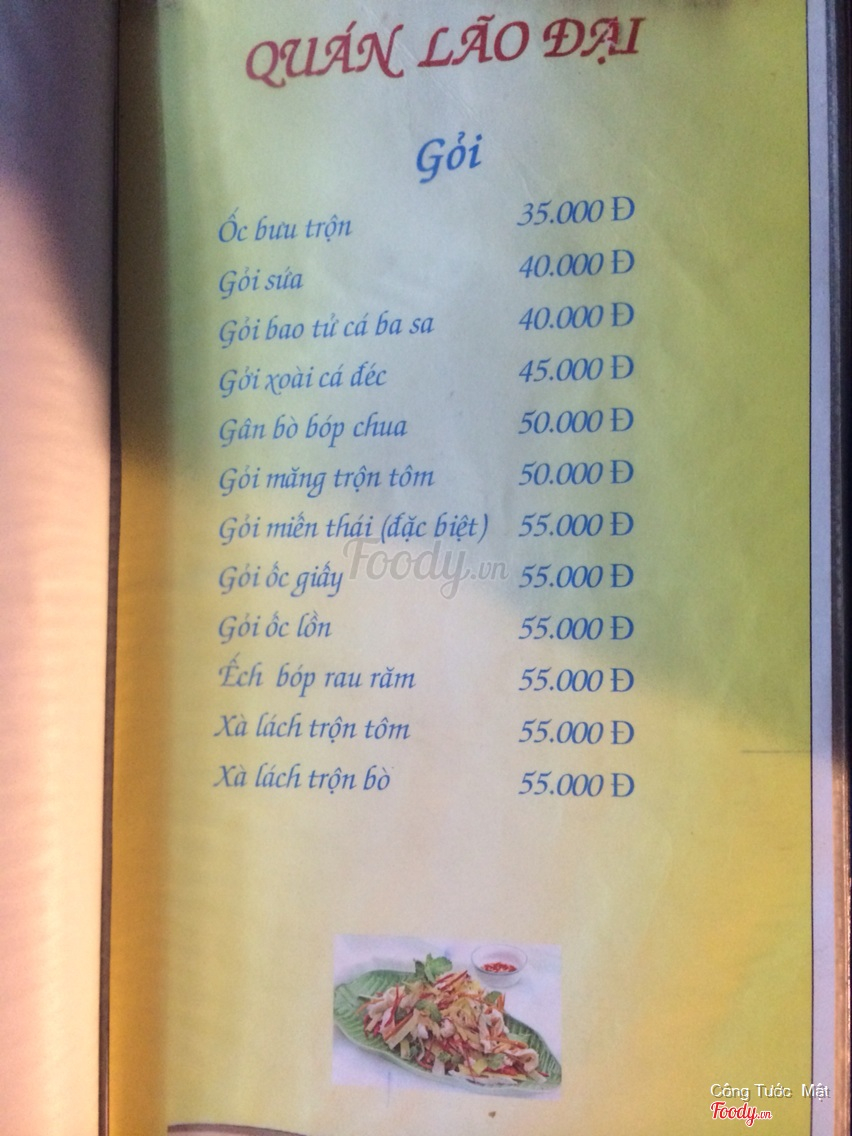 QUÁN LÃO ĐẠI
Gỏi
Ốc bưu trộn 35.000 Đ
Gỏi sứa 40.000 Đ
Gỏi bao tử cá ba sa 40.000 Đ
Gởi xoài cá đéc 45.000 Đ
Gân bò bóp chua 50.000 Đ
Gỏi măng trộn tôm 50.000 Đ
Gỏi miến thái (đặc biệt) 55.000 Đ
Gỏi ốc giấy 55.000 Đ
Gỏi ốc lồn 55.000 Đ
Ếch bóp rau răm 55.000 Đ
Xà lách trộn tôm 55.000 Đ
Xà lách trộn bò 55.000 Đ
Foody.vn
Công Tước Mật
Foody.vn